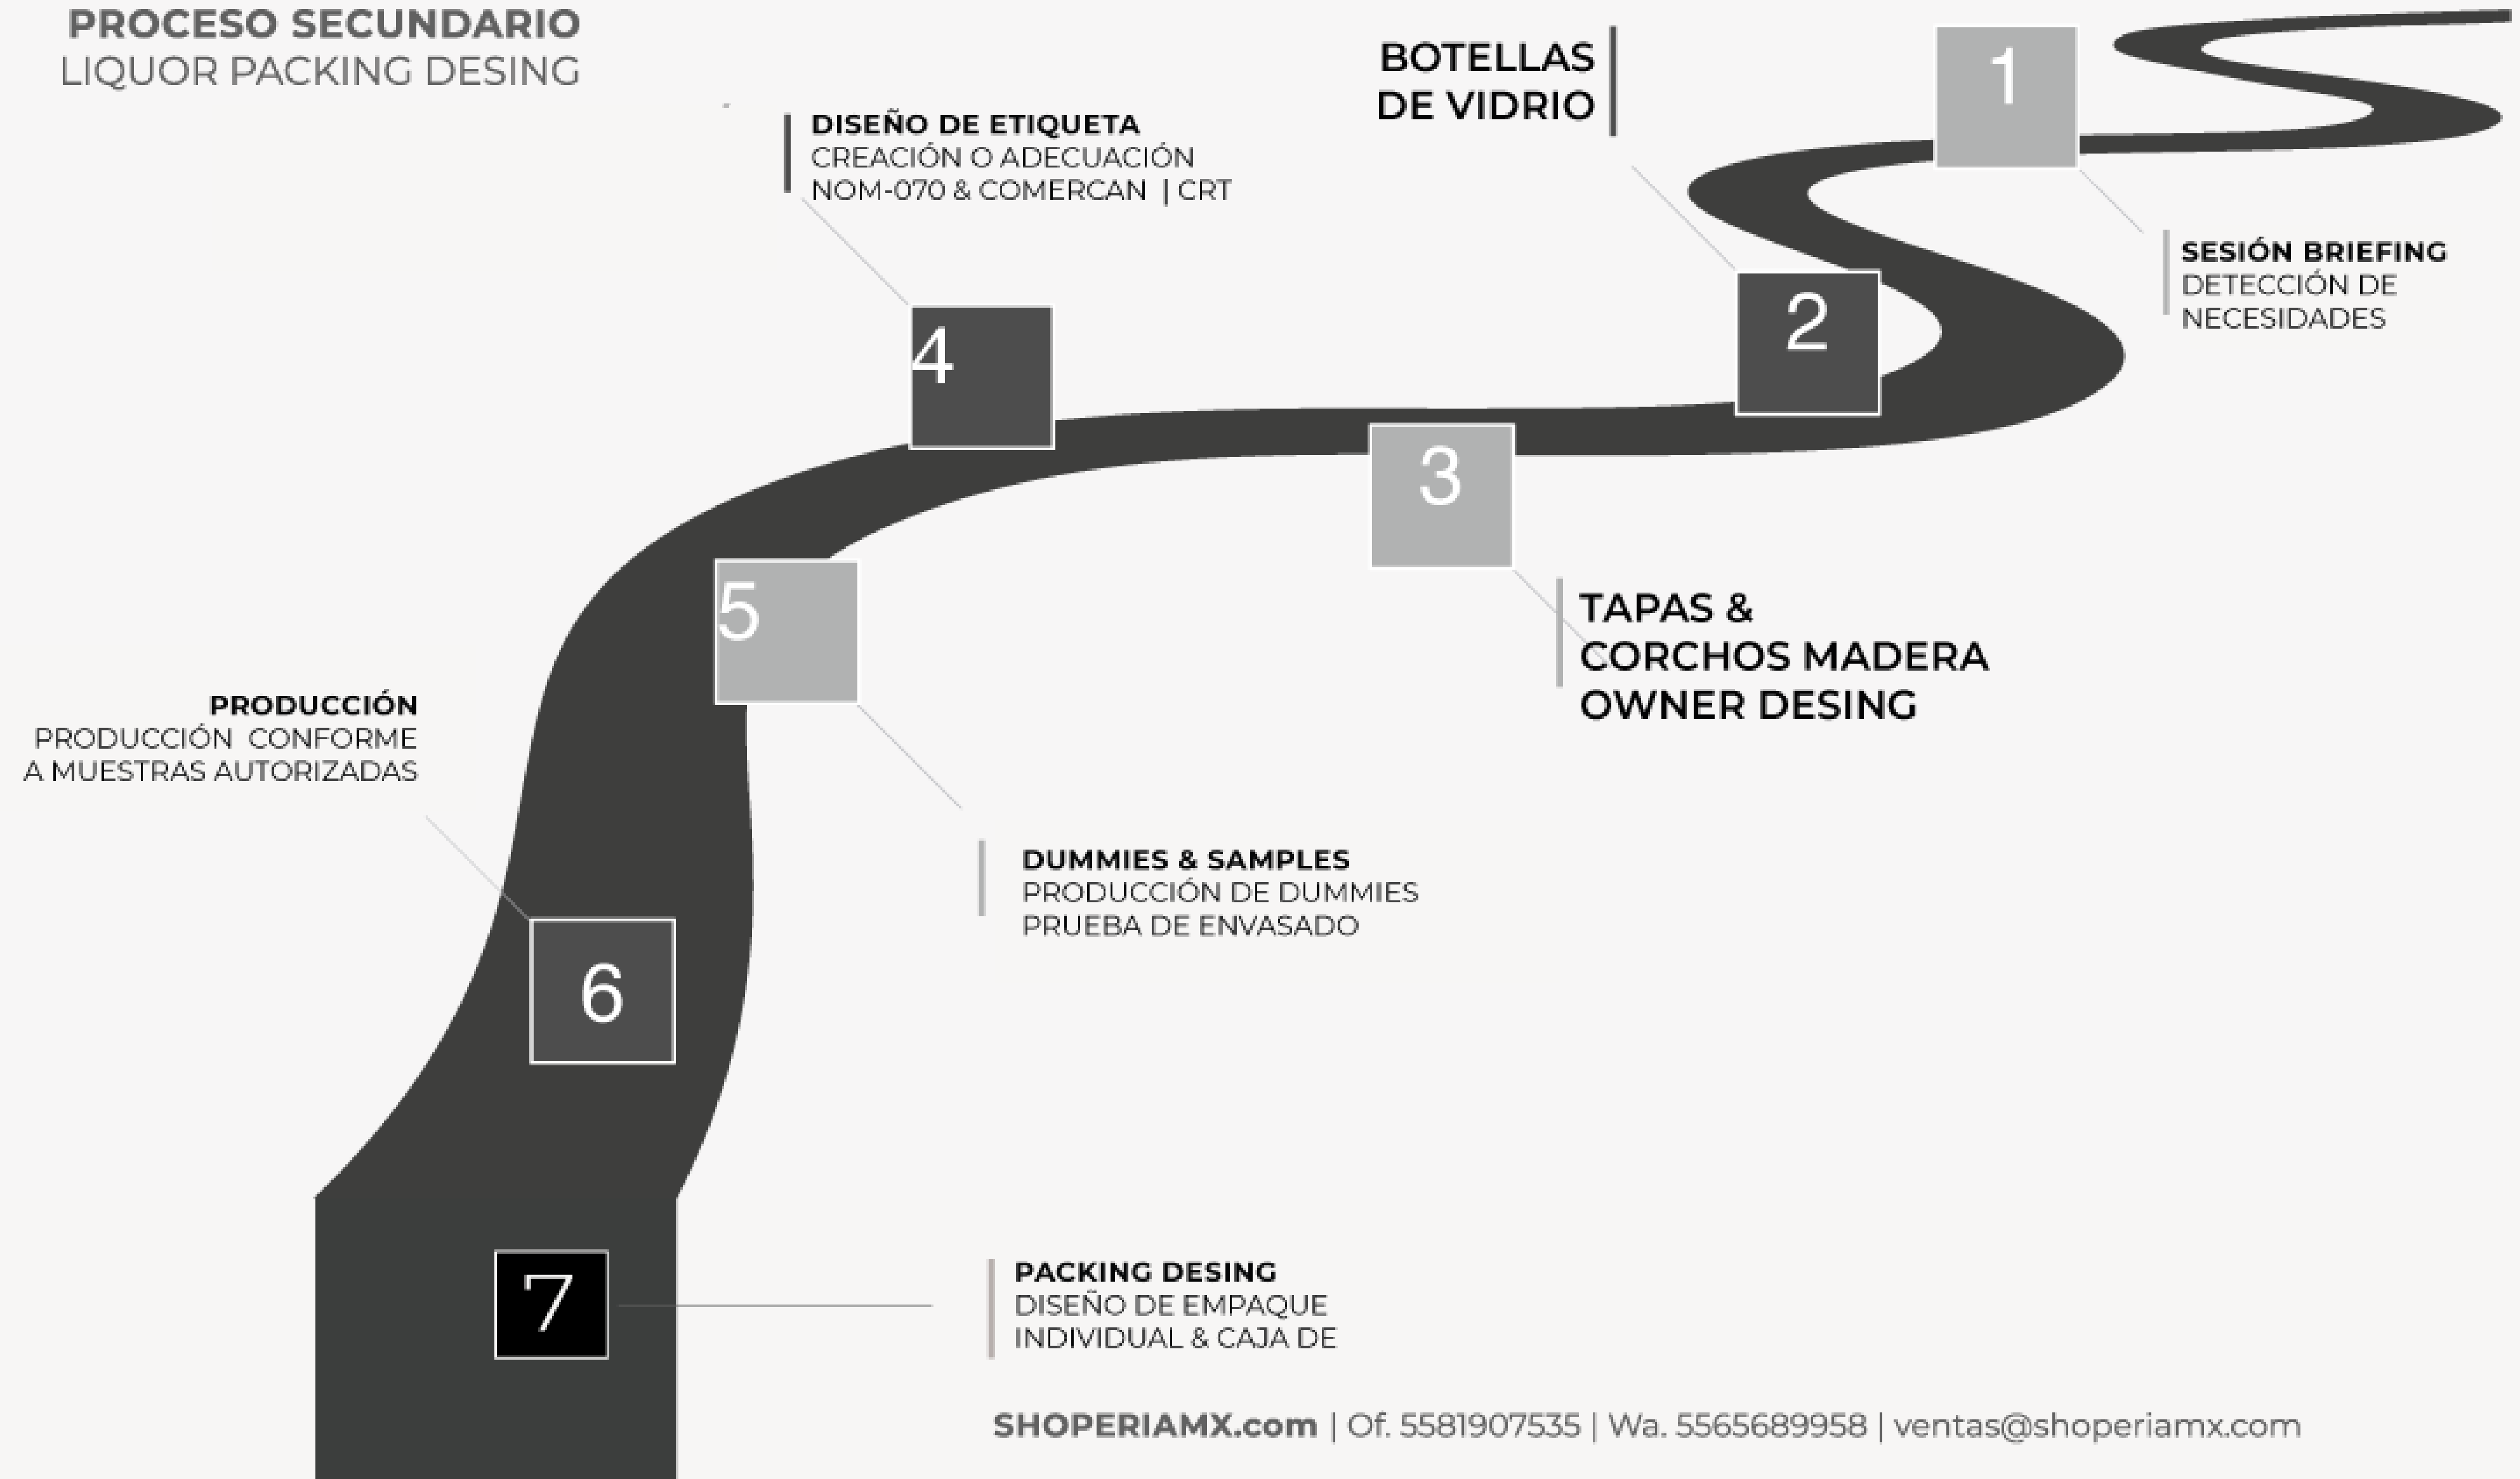 PROCESO SECUNDARIO
LIQUOR PACKING DESING
1
SESIÓN BRIEFING
DETECCIÓN DE
NECESIDADES
BOTELLAS
DE VIDRIO
2
3
TAPAS &
CORCHOS MADERA
OWNER DESING
DISEÑO DE ETIQUETA
CREACIÓN O ADECUACIÓN
NOM-070 & COMERCAN | CRT
4
5
DUMMIES & SAMPLES
PRODUCCIÓN DE DUMMIES
PRUEBA DE ENVASADO
PRODUCCIÓN
PRODUCCIÓN CONFORME
A MUESTRAS AUTORIZADAS
6
7
PACKING DESING
DISEÑO DE EMPAQUE
INDIVIDUAL & CAJA DE
SHOPERIAMX.com | Of. 5581907535 | Wa. 5565689958 | ventas@shoperiamx.com